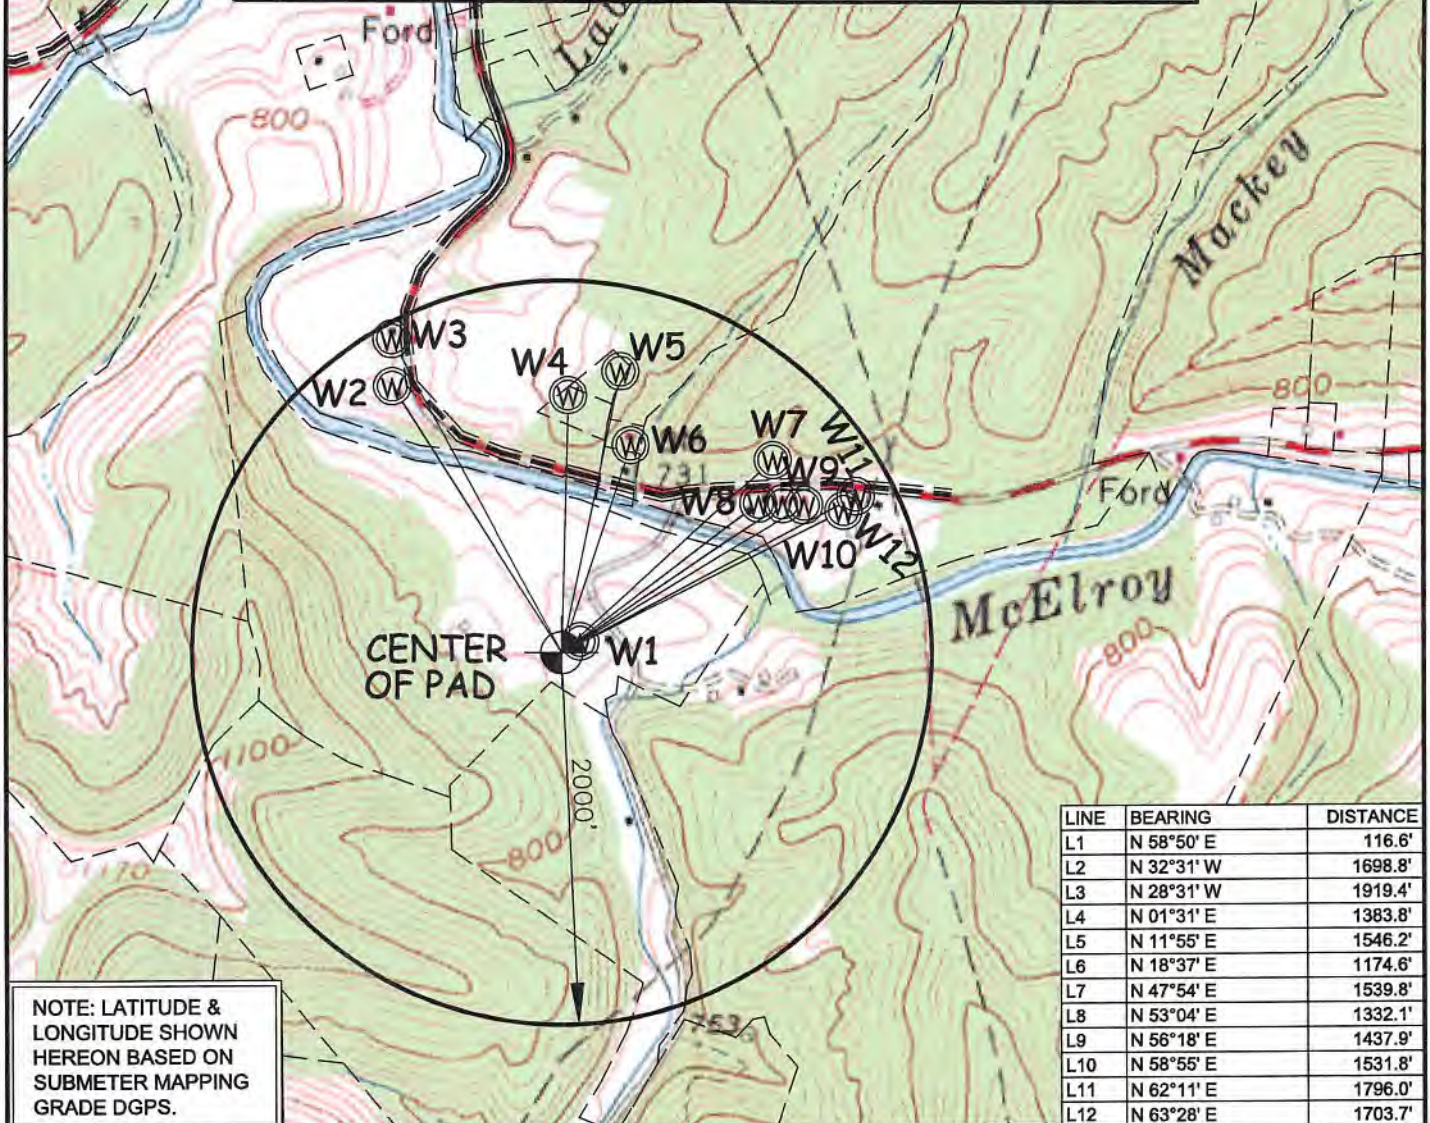 Ford
800
Mackey
W3
W5
W4
W2
800
W7
W11
W6
W9
731
W8
Ford
W10
W12
McElroy
CENTER
OF PAD
W1
800
1100
2000'
800
1170
753
LINE BEARING DISTANCE
L1 N 58°50' E 116.6'
L2 N 32°31' W 1698.8'
L3 N 28°31' W 1919.4'
L4 N 01°31' E 1383.8'
L5 N 11°55' E 1546.2'
L6 N 18°37' E 1174.6'
L7 N 47°54' E 1539.8'
L8 N 53°04' E 1332.1'
L9 N 56°18' E 1437.9'
L10 N 58°55' E 1531.8'
L11 N 62°11' E 1796.0'
L12 N 63°28' E 1703.7'
NOTE: LATITUDE &
LONGITUDE SHOWN
HEREON BASED ON
SUBMETER MAPPING
GRADE DGPS.